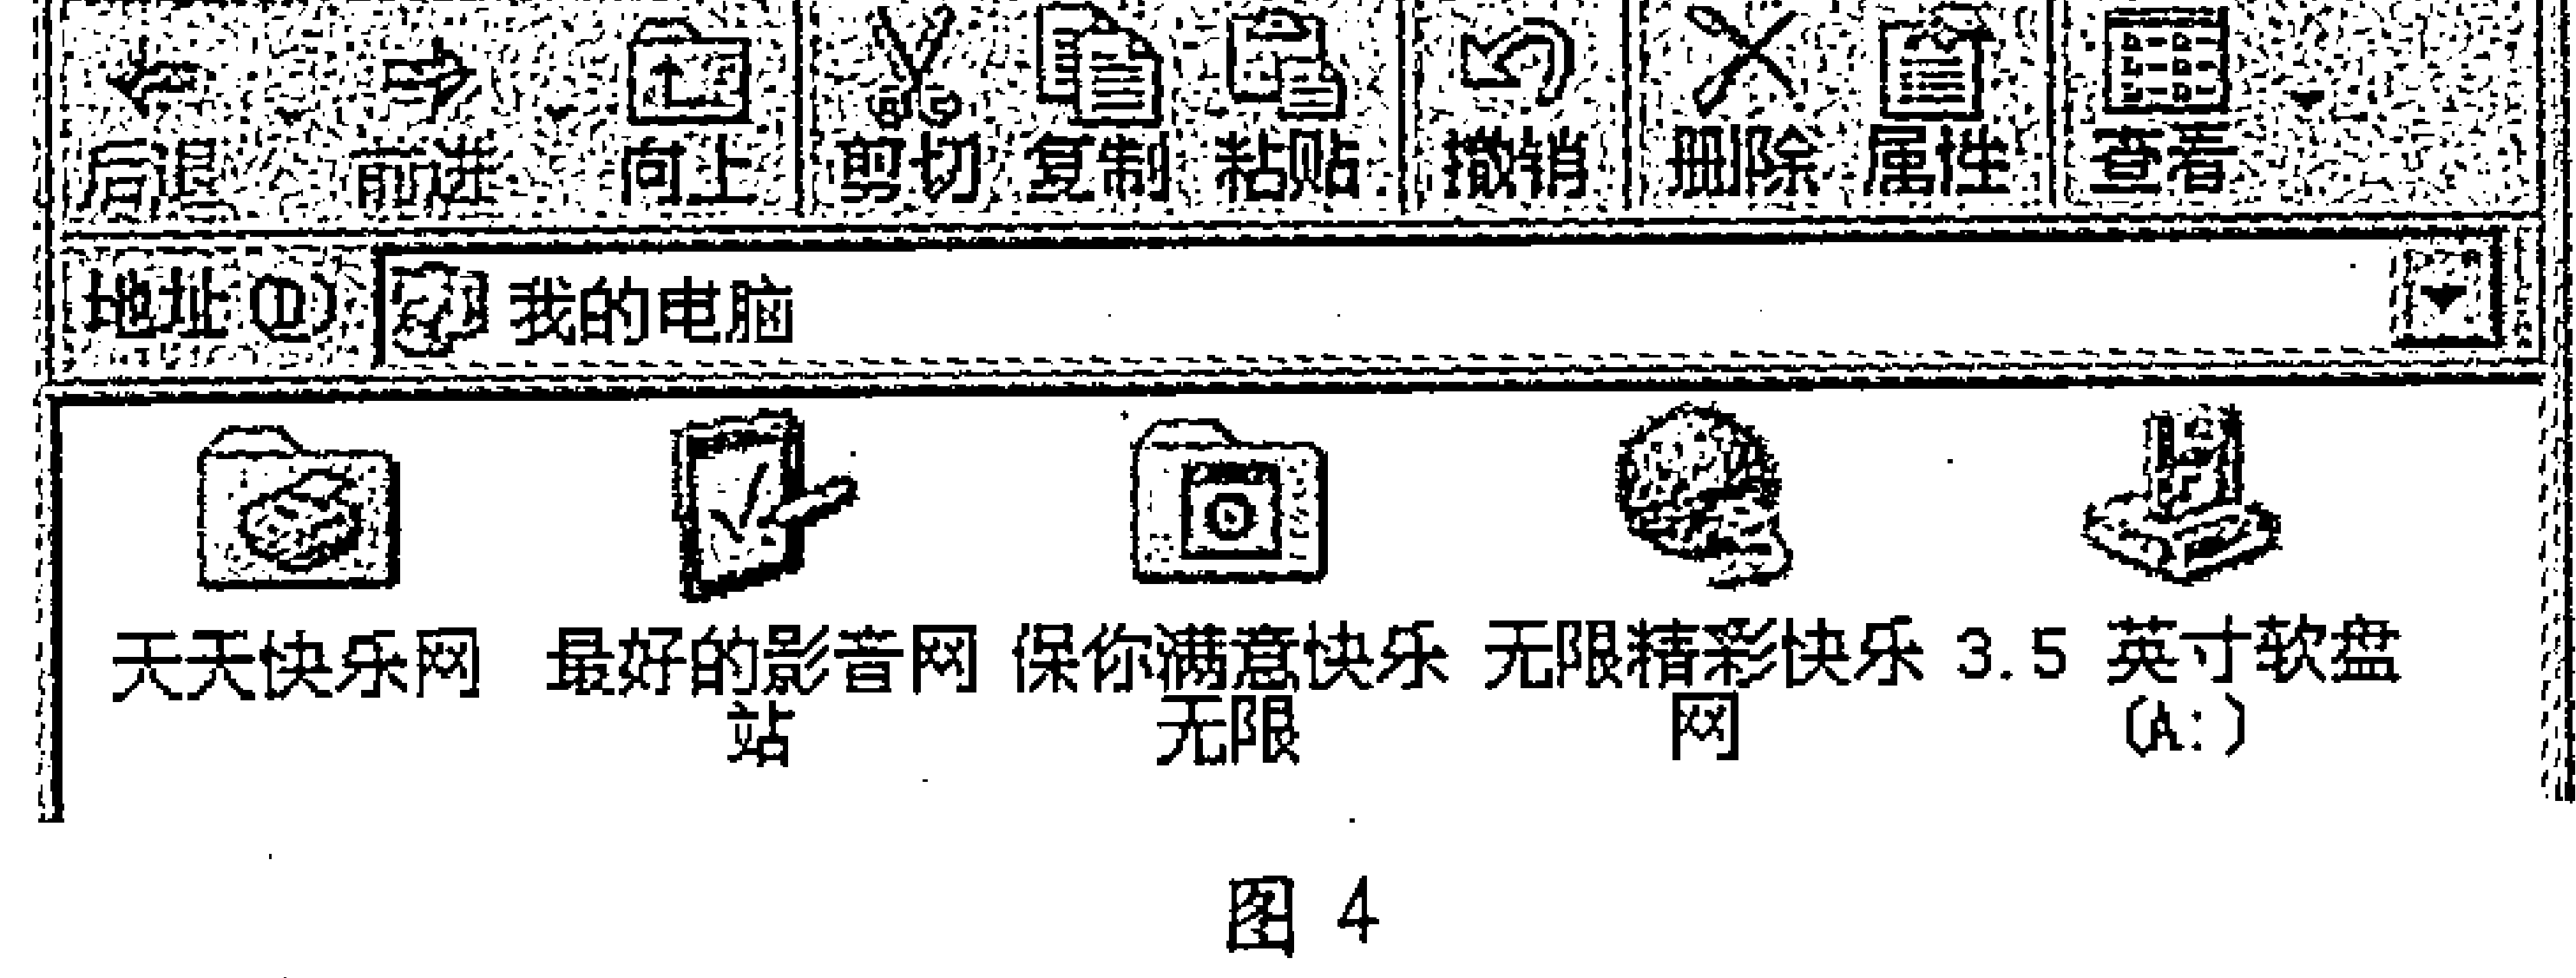 后退 前进 向上 剪切 复制 粘贴 撤销 删除 属性 查看
地址(D) 我的电脑
天天快乐网 最好的影音网站 保你满意快乐无限 无限精彩快乐网 3.5 英寸软盘(A:)
图 4